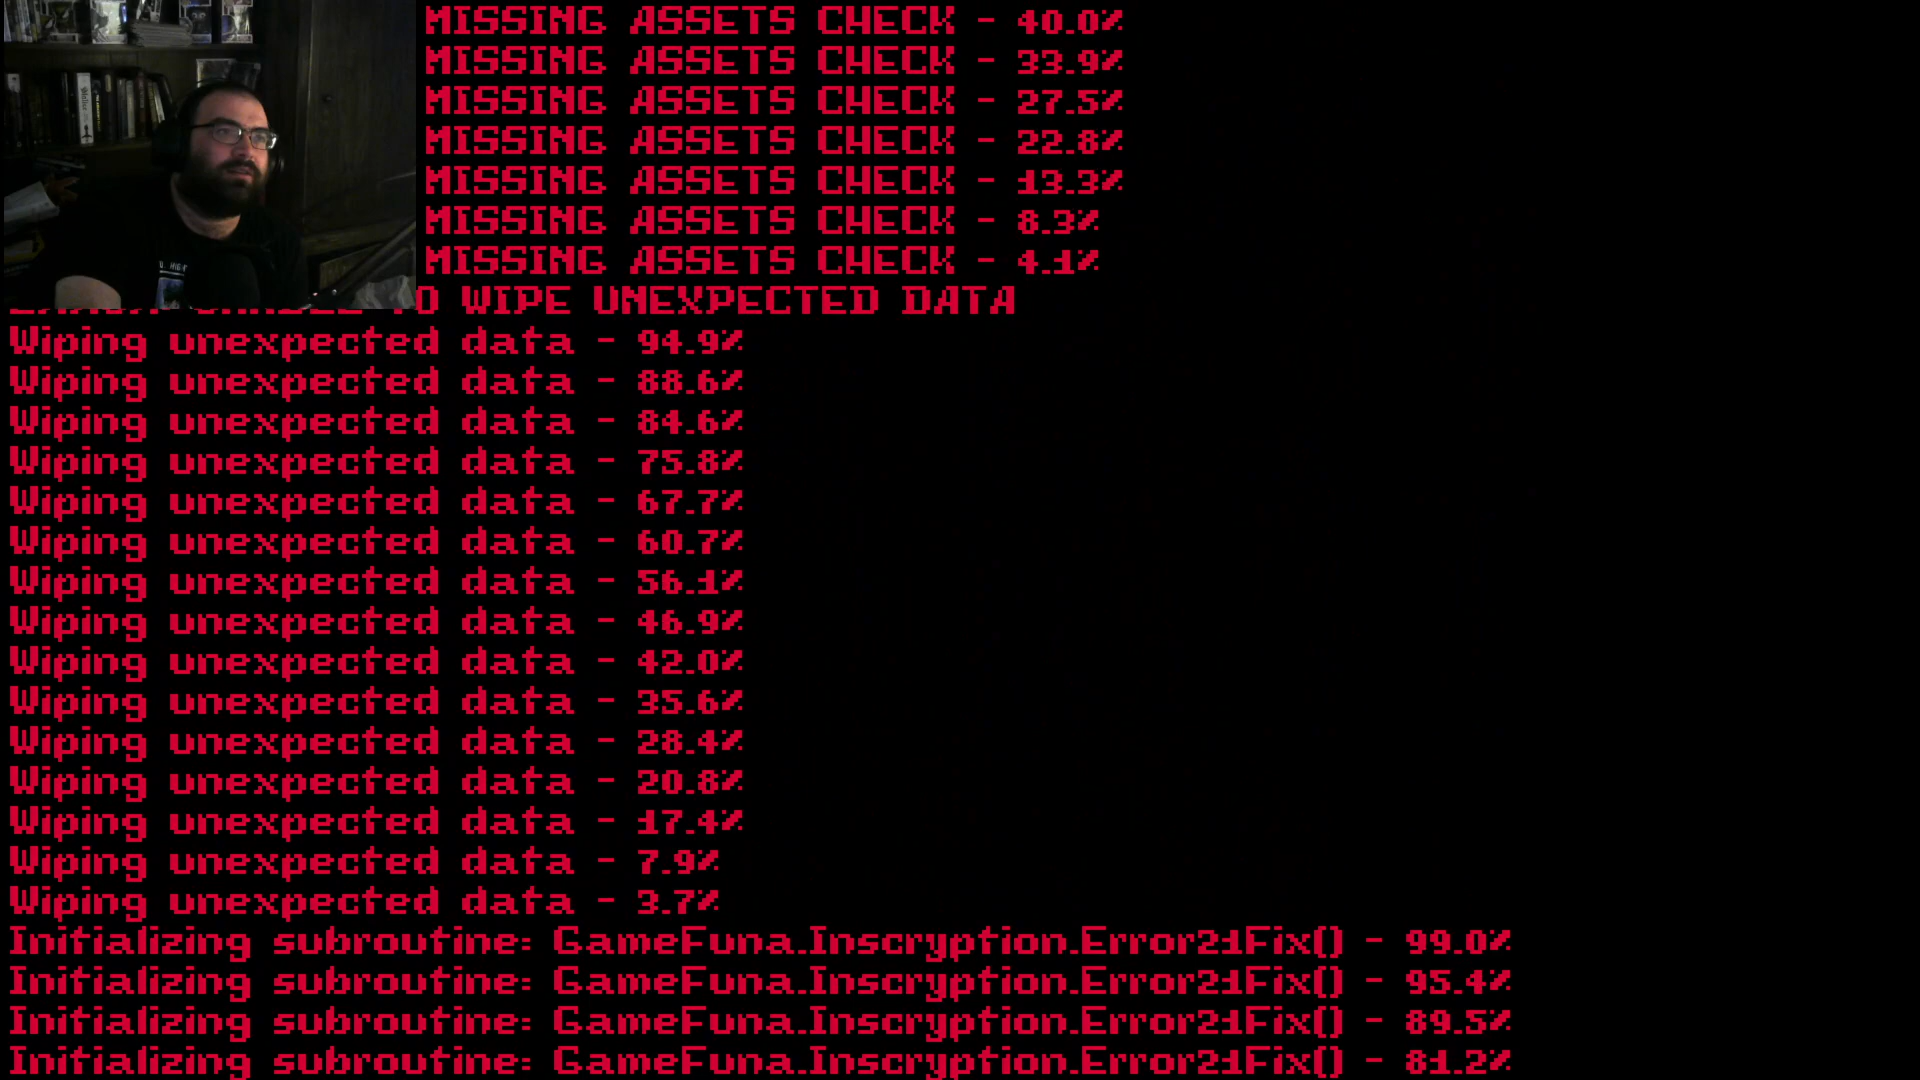 MISSING ASSETS CHECK - 40.0%
MISSING ASSETS CHECK - 33.9%
MISSING ASSETS CHECK - 27.5%
MISSING ASSETS CHECK - 22.8%
MISSING ASSETS CHECK - 13.3%
MISSING ASSETS CHECK - 8.3%
MISSING ASSETS CHECK - 4.1%
TO WIPE UNEXPECTED DATA
Wiping unexpected data - 94.9%
Wiping unexpected data - 88.6%
Wiping unexpected data - 84.6%
Wiping unexpected data - 75.8%
Wiping unexpected data - 67.7%
Wiping unexpected data - 60.7%
Wiping unexpected data - 56.1%
Wiping unexpected data - 46.9%
Wiping unexpected data - 42.0%
Wiping unexpected data - 35.6%
Wiping unexpected data - 28.4%
Wiping unexpected data - 20.8%
Wiping unexpected data - 17.4%
Wiping unexpected data - 7.9%
Wiping unexpected data - 3.7%
Initializing subroutine: GameFuna.Inscryption.Error21Fix() - 99.0%
Initializing subroutine: GameFuna.Inscryption.Error21Fix() - 95.4%
Initializing subroutine: GameFuna.Inscryption.Error21Fix() - 89.5%
Initializing subroutine: GameFuna.Inscryption.Error21Fix() - 81.2%